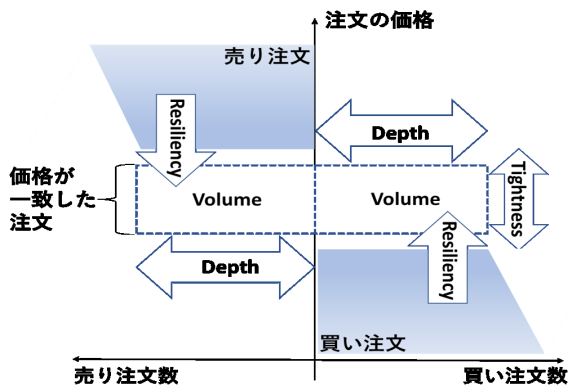 注文の価格
売り注文
Resiliency
Depth
価格が
一致した
注文
Volume
Volume
Tightness
Depth
Resiliency
買い注文
売り注文数
買い注文数